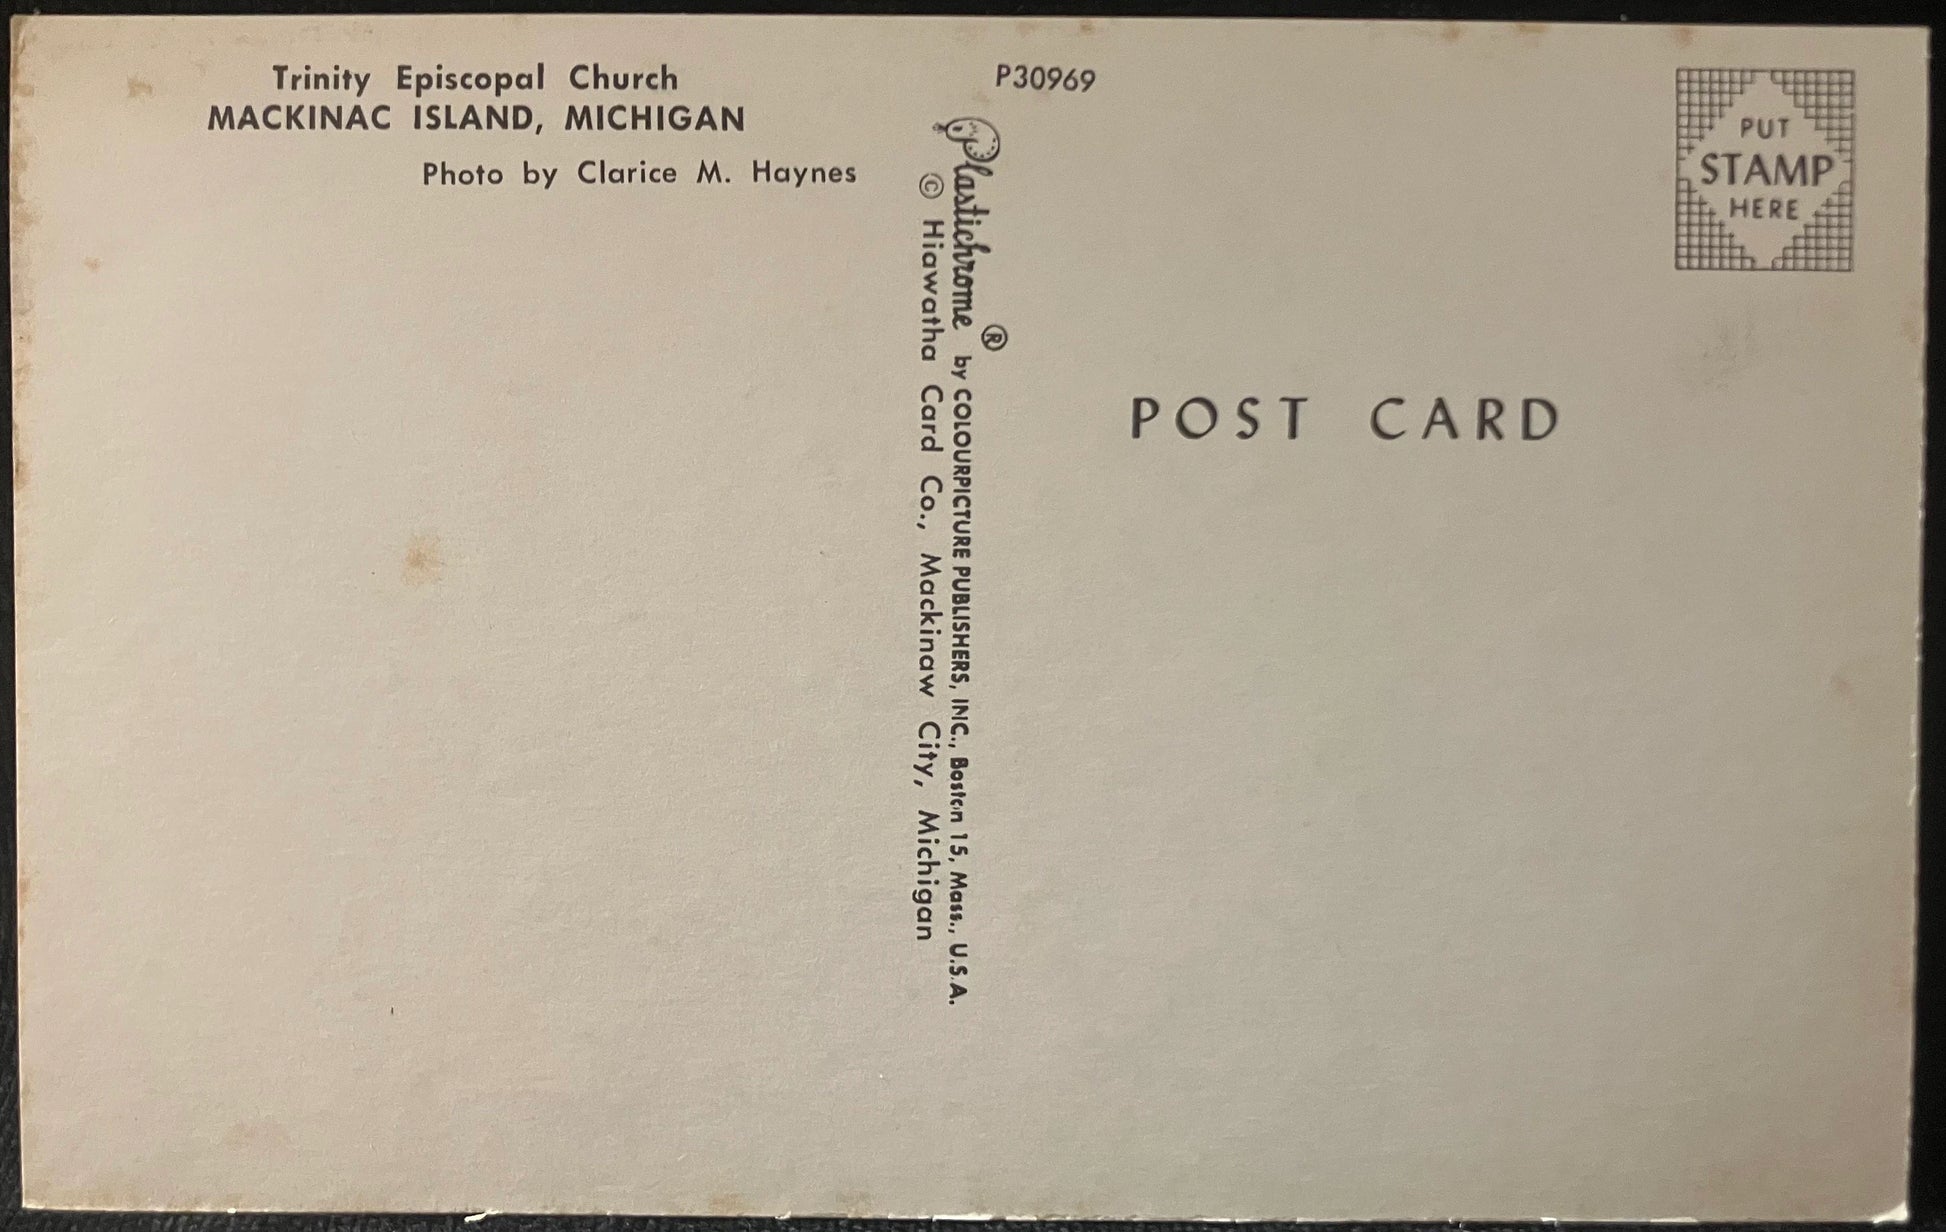 Trinity Episcopal Church
MACKINAC ISLAND, MICHIGAN
Photo by Clarice M. Haynes
P30969
Plastichrome ® by COLOURPICTURE PUBLISHERS, INC., Boston 15, Mass., U.S.A.
© Hiawatha Card Co., Mackinaw City, Michigan
PUT
STAMP
HERE
POST CARD